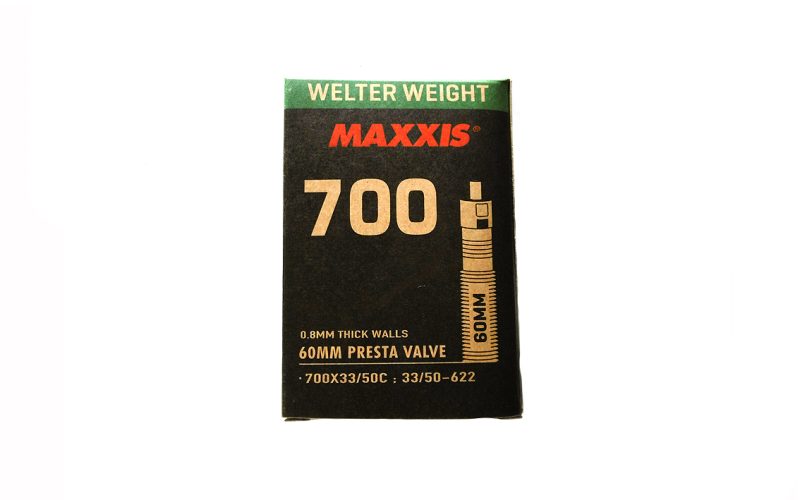 WELTER WEIGHT
MAXXIS®
700
60MM
0.8MM THICK WALLS
60MM PRESTA VALVE
·700X33/50C : 33/50-622